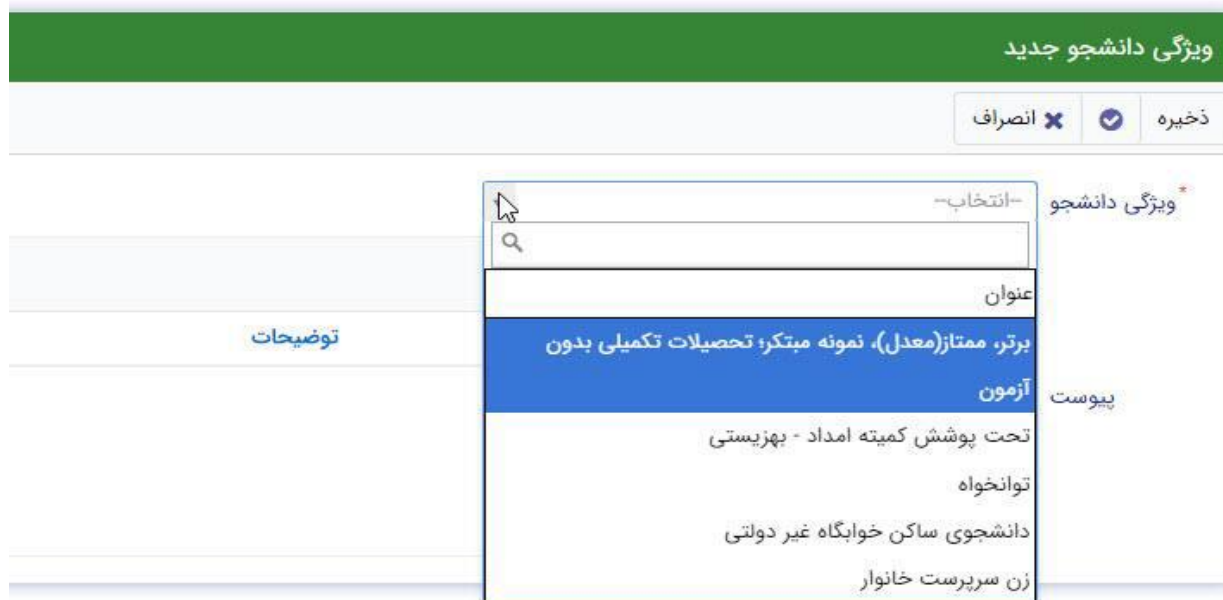 ویژگی دانشجو جدید
ذخیره انصراف
* ویژگی دانشجو --انتخاب--
عنوان
برتر، ممتاز(معدل)، نمونه مبتکر؛ تحصیلات تکمیلی بدون
آزمون
تحت پوشش کمیته امداد - بهزیستی
توانخواه
دانشجوی ساکن خوابگاه غیر دولتی
زن سرپرست خانوار
توضیحات
پیوست